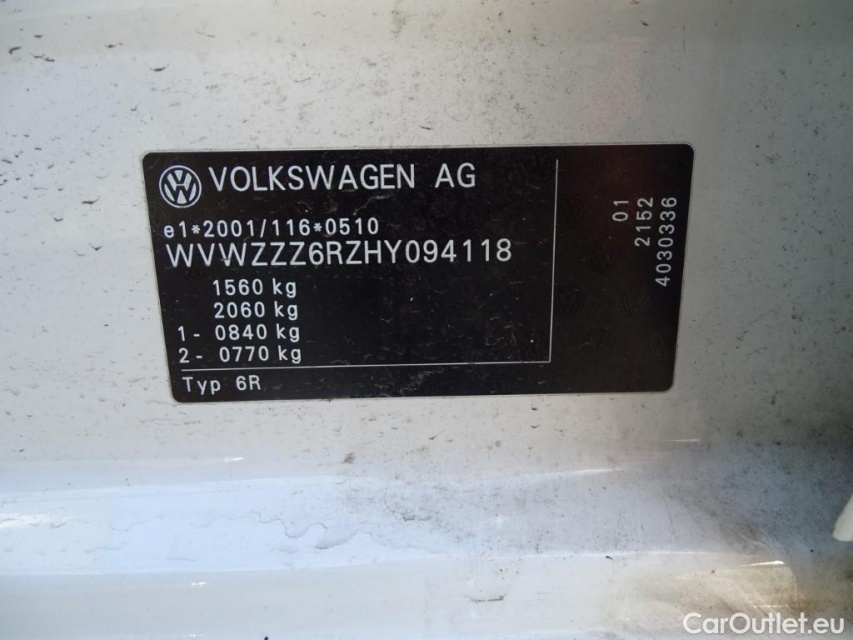 VOLKSWAGEN AG
e1*2001/116*0510
WVWZZZ6RZHY094118
1560 kg
2060 kg
1- 0840 kg
2- 0770 kg
Typ 6R
01
2152
4030336
CarOutlet.eu